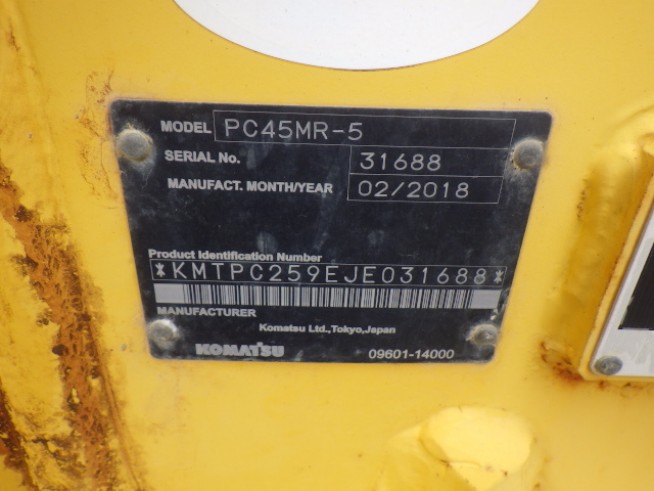 MODEL PC45MR-5
SERIAL No. 31688
MANUFACT. MONTH/YEAR 02/2018
Product Identification Number
*KMTPC259EJE031688*
MANUFACTURER
Komatsu Ltd.,Tokyo,Japan
KOMATSU 09601-14000